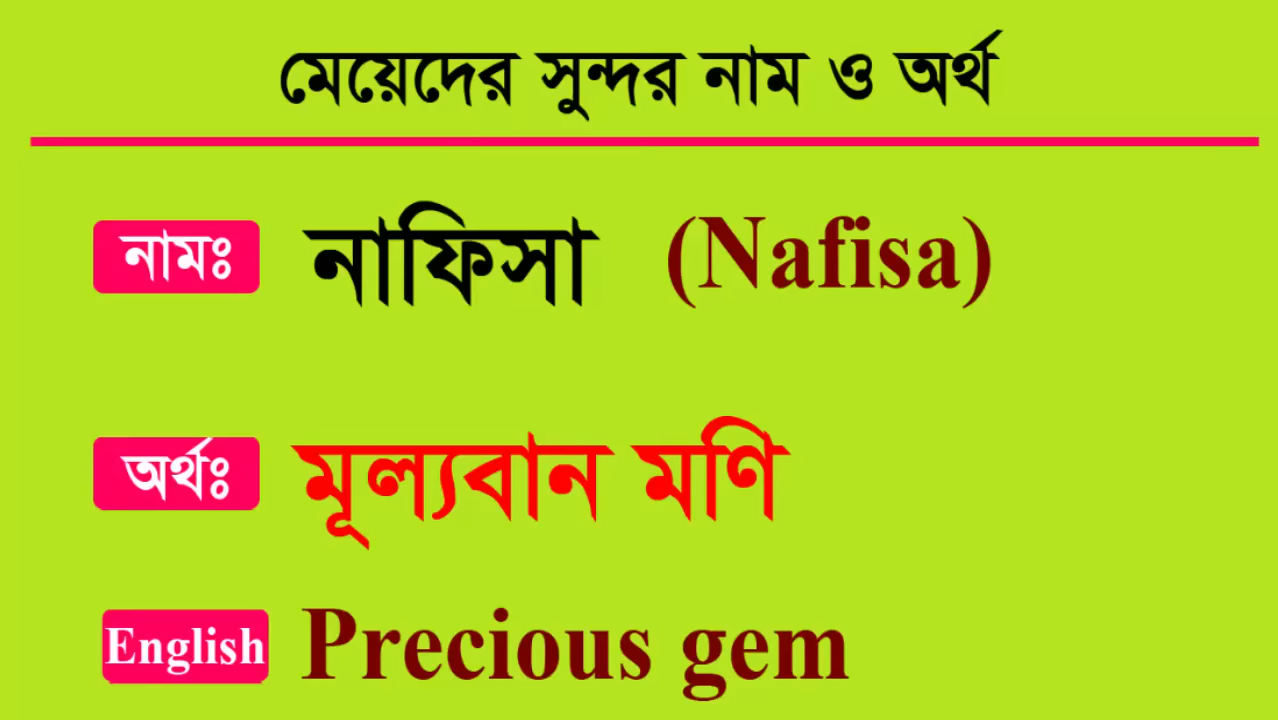 মেয়েদের সুন্দর নাম ও অর্থ
নামঃ নাফিসা (Nafisa)
অর্থঃ মূল্যবান মণি
English Precious gem